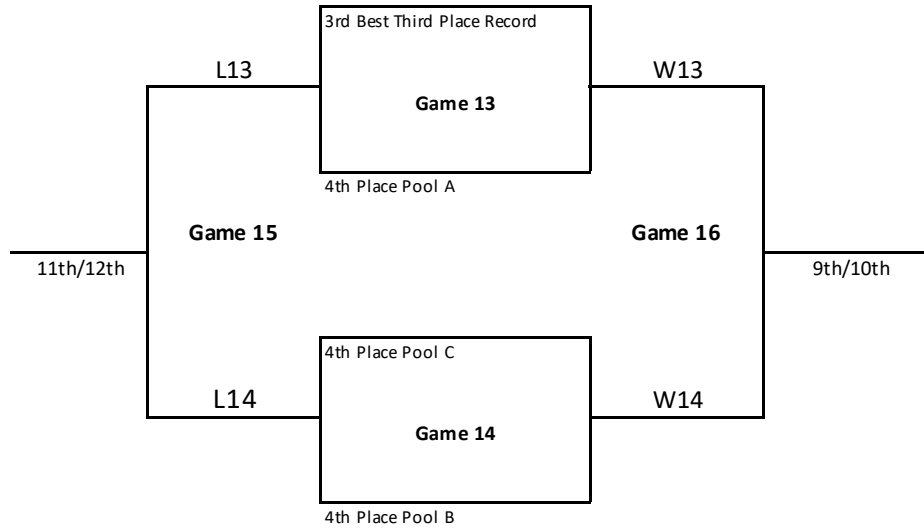 3rd Best Third Place Record
L13
W13
Game 13
4th Place Pool A
Game 15
Game 16
11th/12th
9th/10th
4th Place Pool C
L14
W14
Game 14
4th Place Pool B